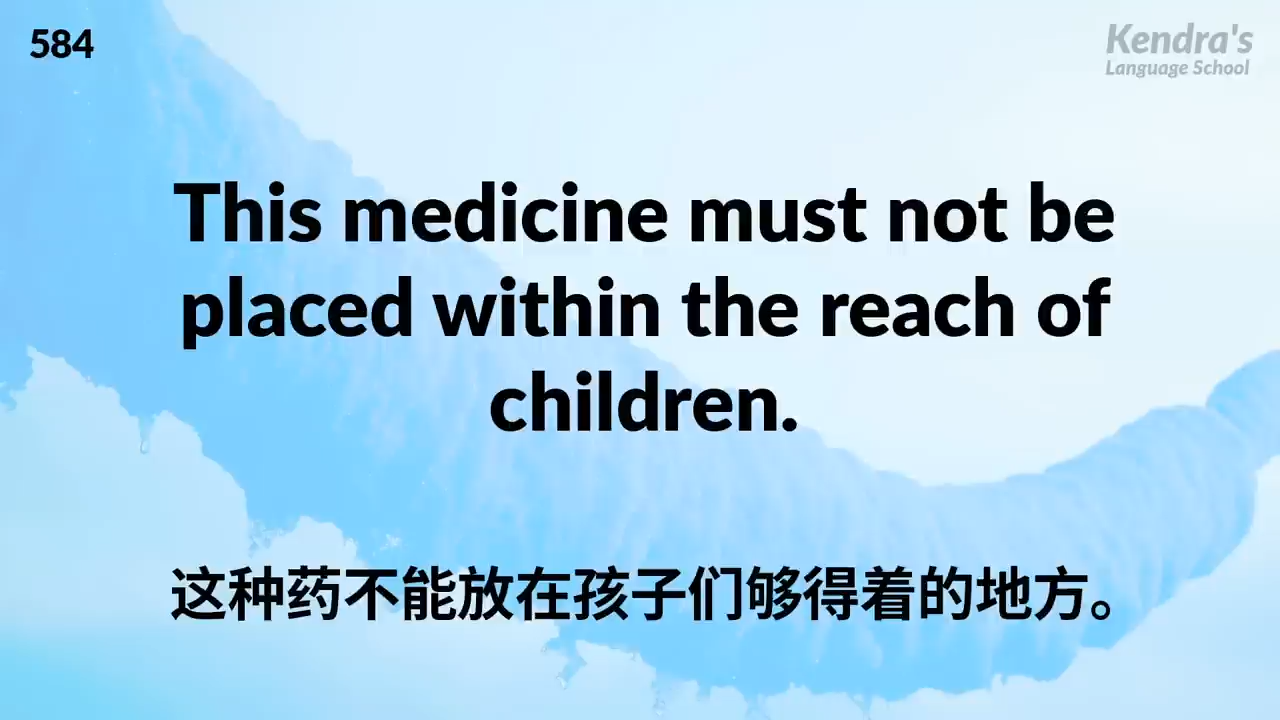 584
Kendra's
Language School
This medicine must not be
placed within the reach of
children.
这种药不能放在孩子们够得着的地方。